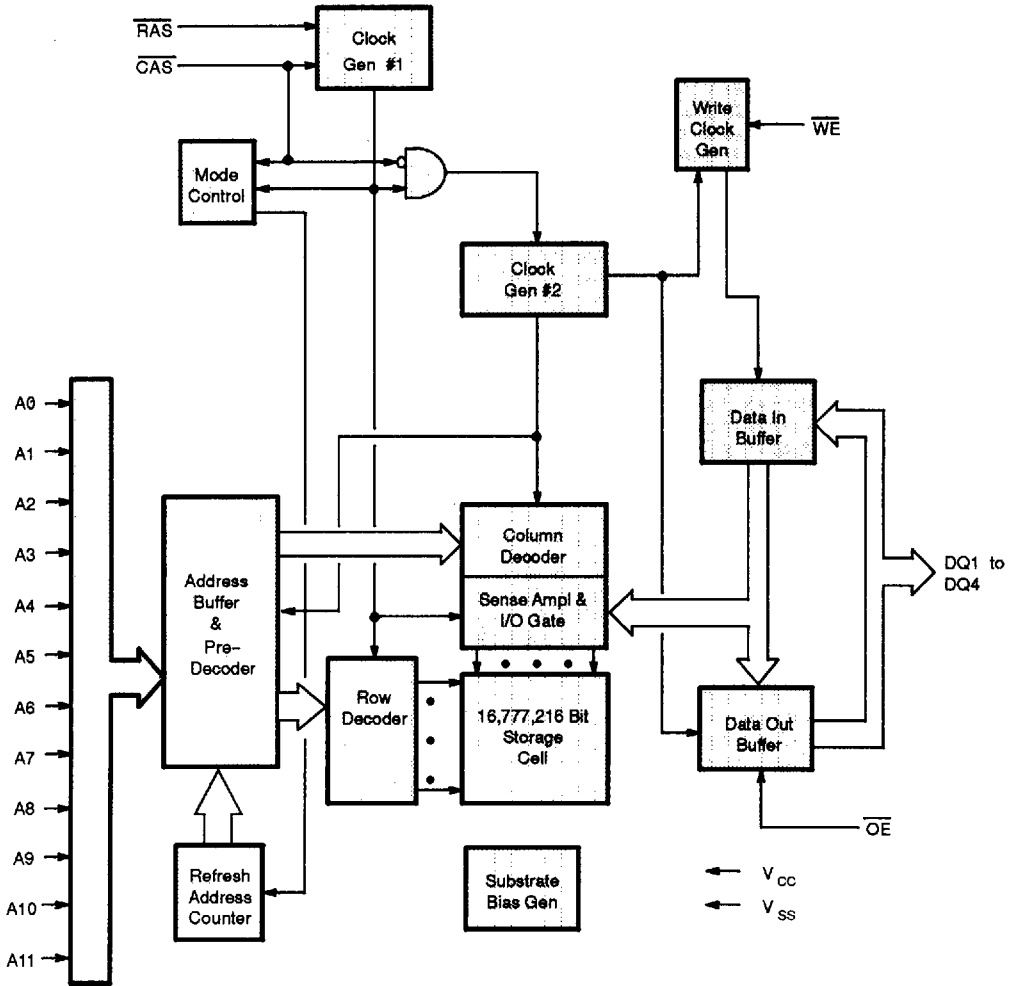 RAS
CAS
Clock
Gen #1
Write
Clock
Gen
WE
Mode
Control
Clock
Gen #2
A0
A1
A2
A3
A4
A5
A6
A7
A8
A9
A10
A11
Address
Buffer
&
Pre-
Decoder
Column
Decoder
Sense Ampl &
I/O Gate
Data In
Buffer
DQ1 to
DQ4
Row
Decoder
16,777,216 Bit
Storage
Cell
Data Out
Buffer
OE
Refresh
Address
Counter
Substrate
Bias Gen
VCC
VSS